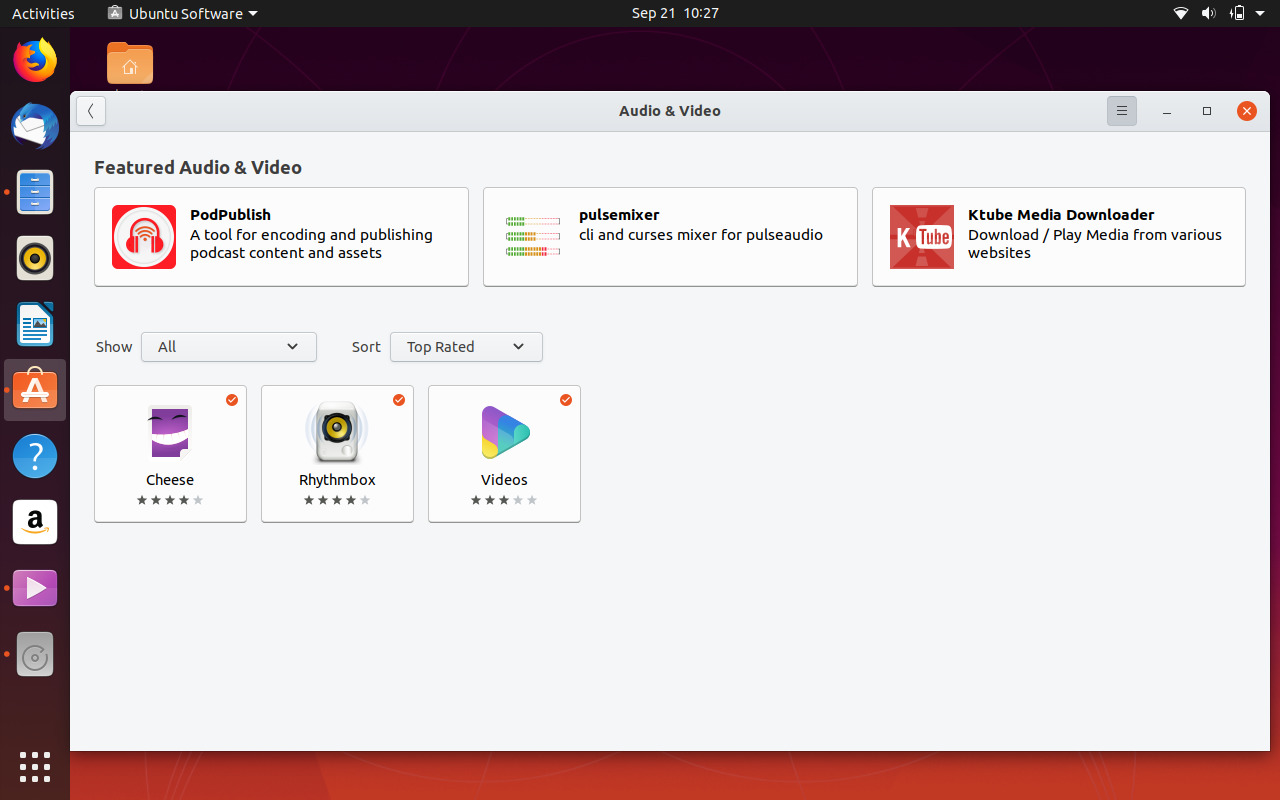 Activities
Ubuntu Software
Sep 21 10:27
Audio & Video
Featured Audio & Video
PodPublish
A tool for encoding and publishing
podcast content and assets
pulsemixer
cli and curses mixer for pulseaudio
K Tube
Ktube Media Downloader
Download / Play Media from various
websites
Show
All
Sort
Top Rated
Cheese
Rhythmbox
Videos